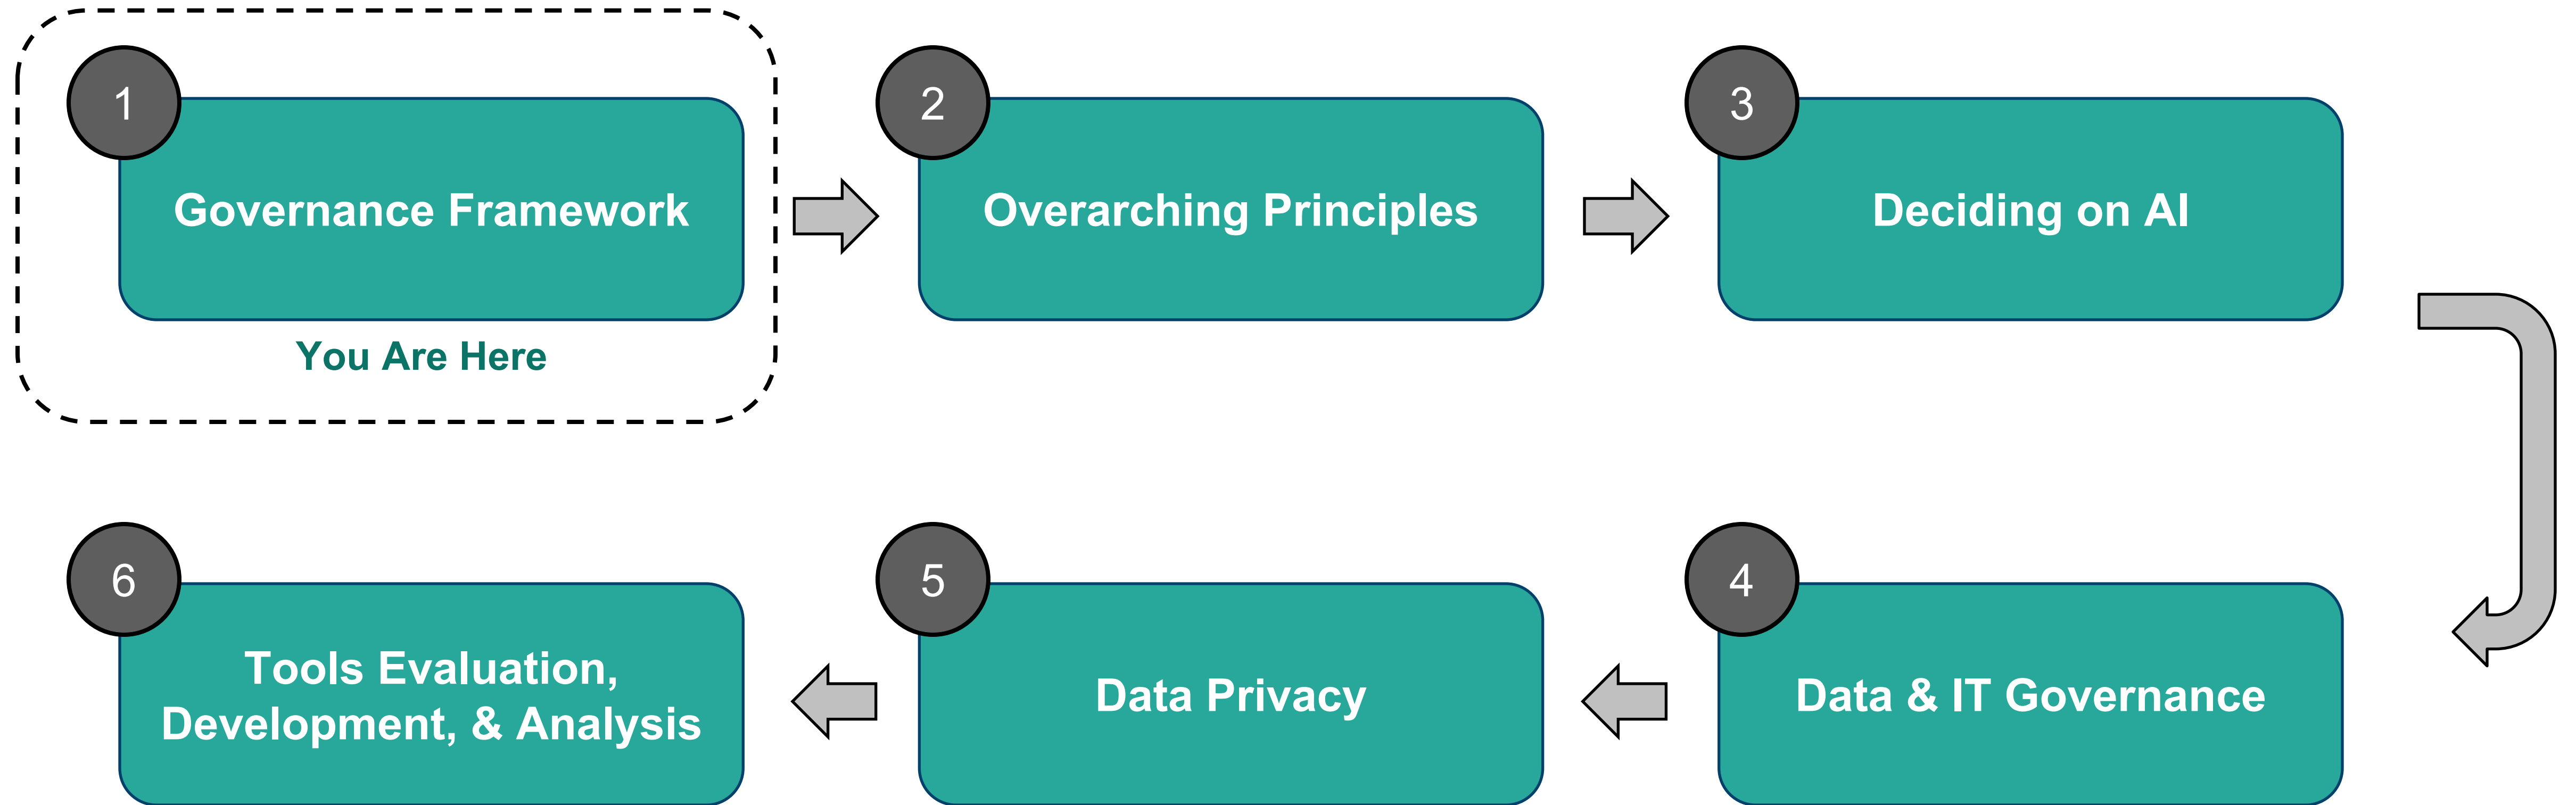 1
Governance Framework
You Are Here
2
Overarching Principles
3
Deciding on AI
4
Data & IT Governance
5
Data Privacy
6
Tools Evaluation,
Development, & Analysis